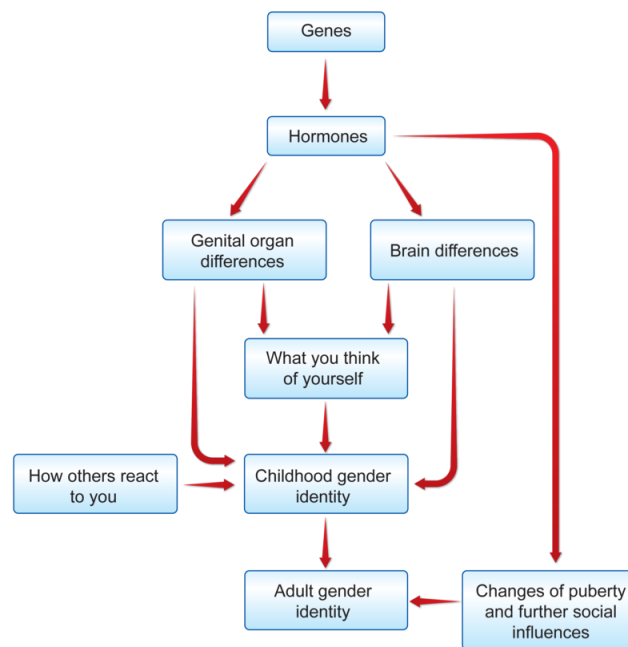 Genes
Hormones
Genital organ
differences
Brain differences
What you think
of yourself
How others react
to you
Childhood gender
identity
Adult gender
identity
Changes of puberty
and further social
influences